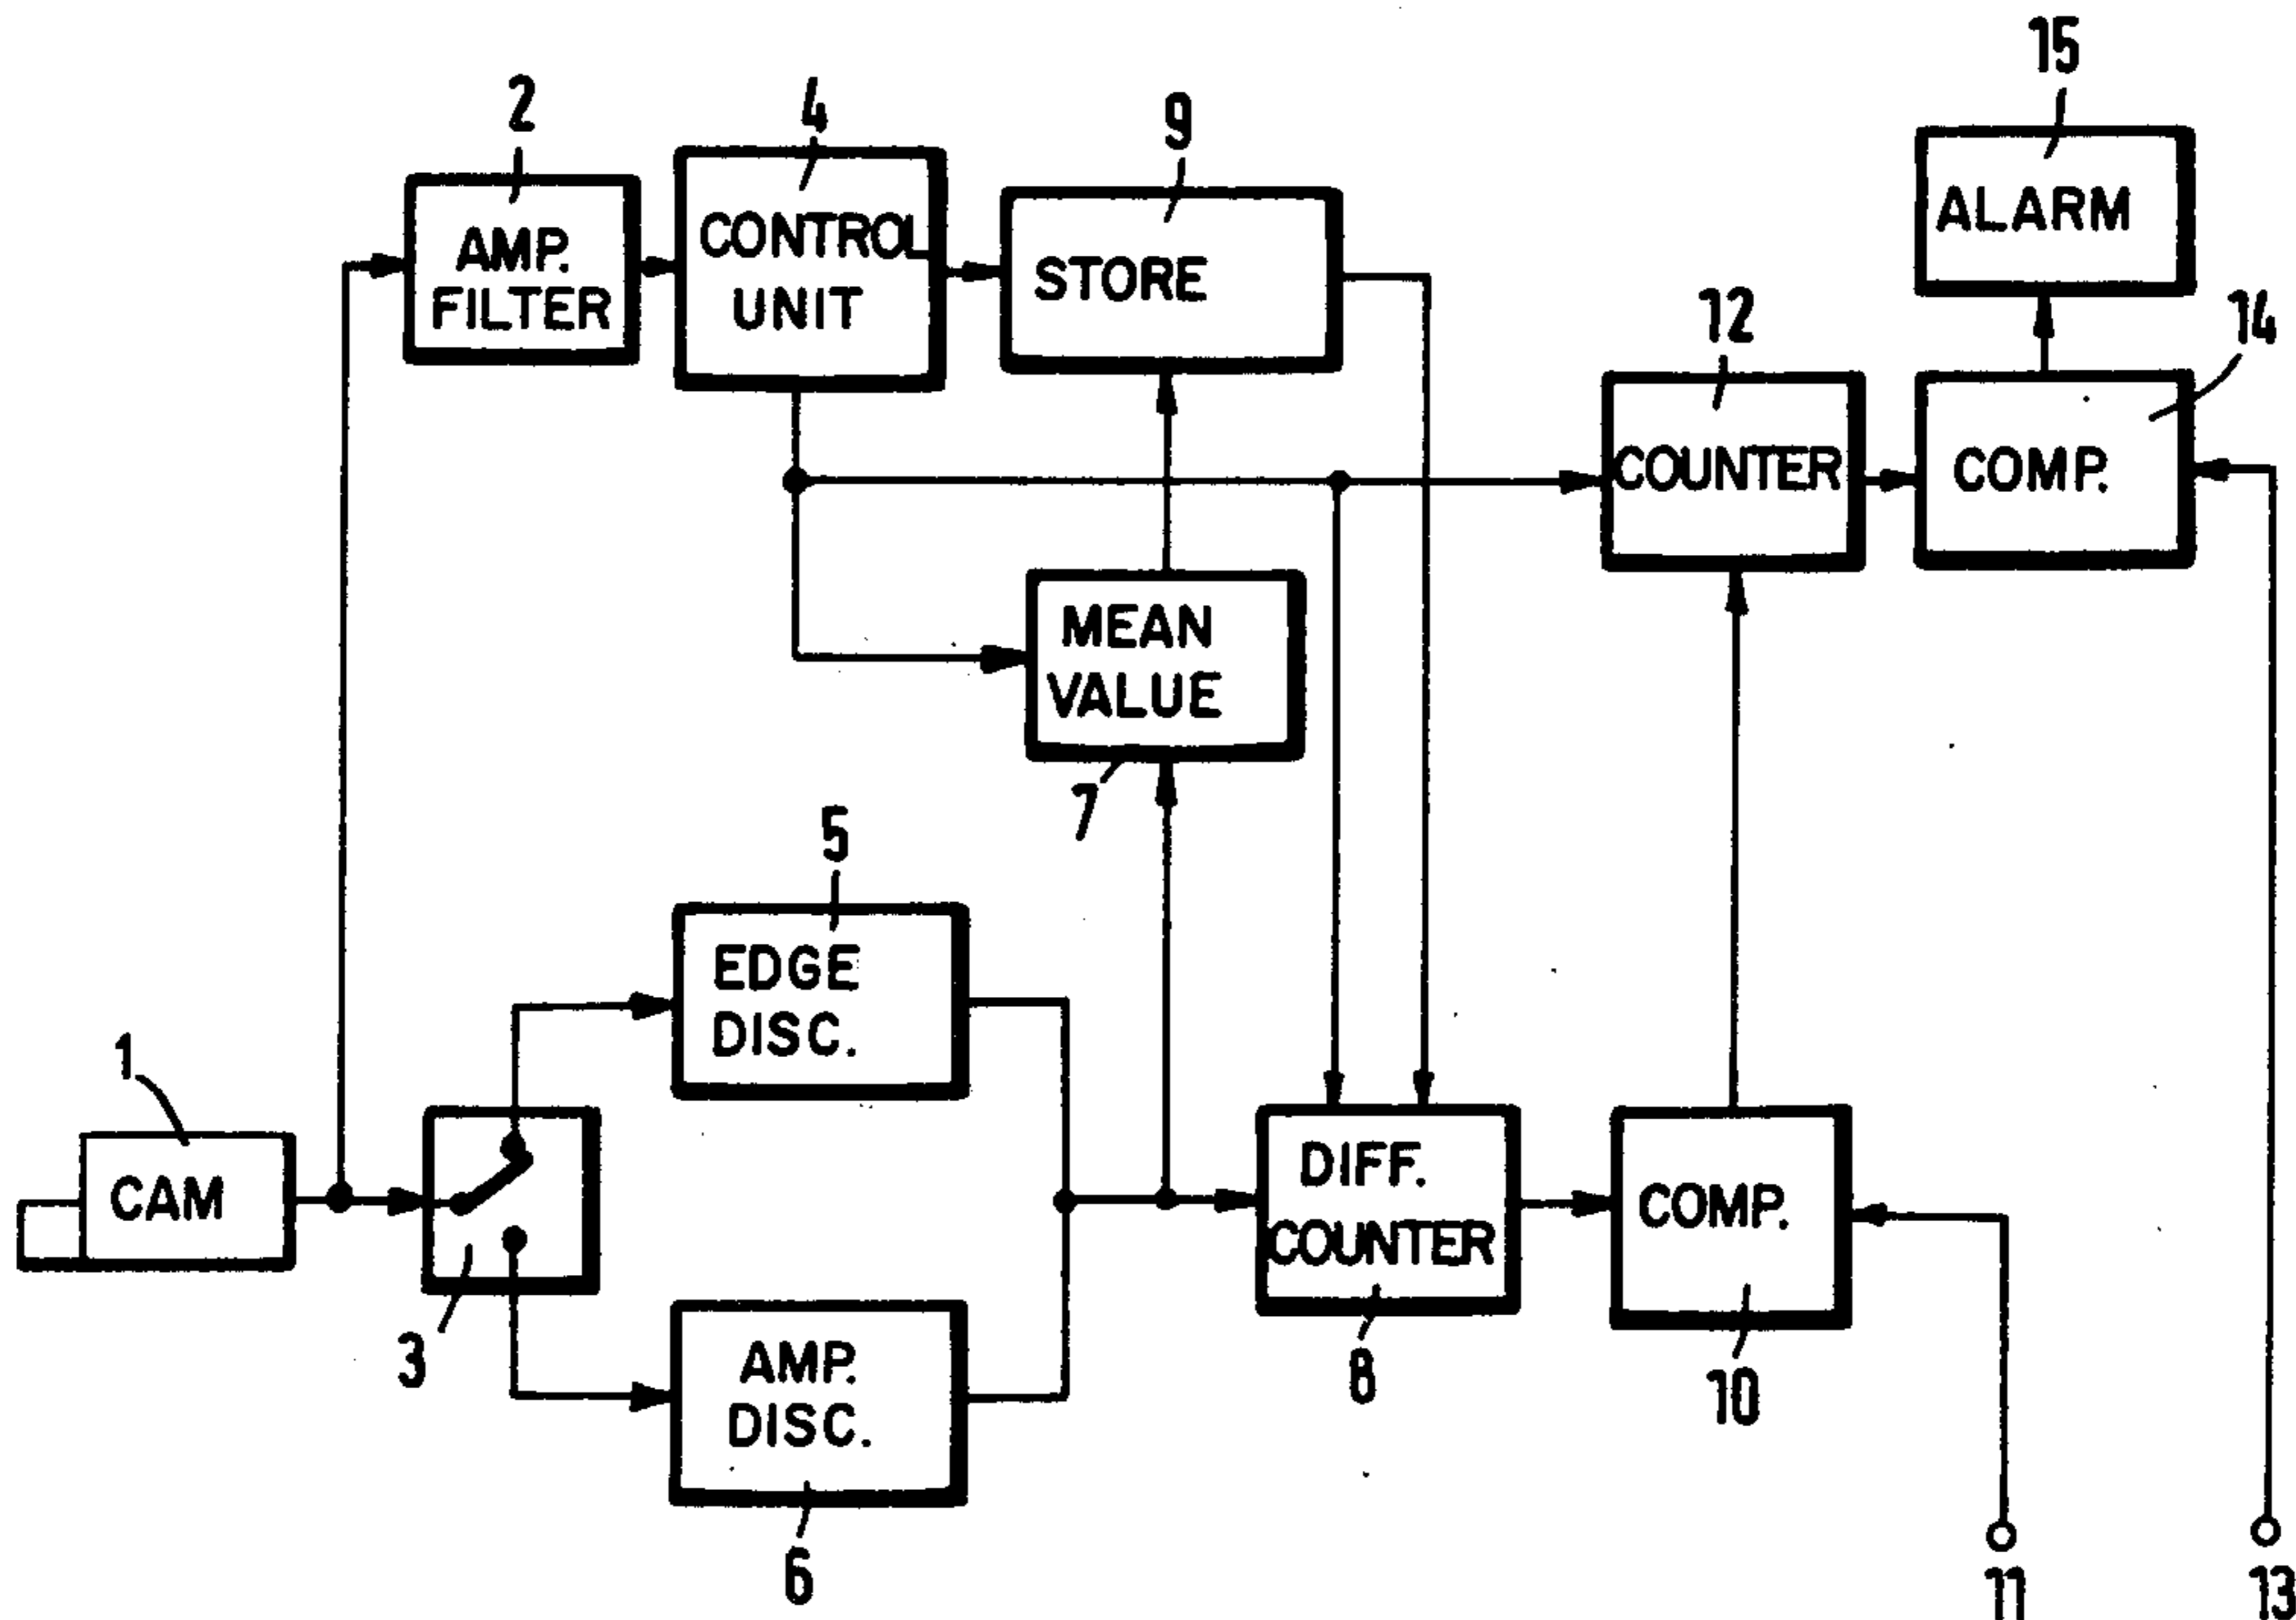 15
2
4
9
AMP.
FILTER
CONTROL
UNIT
STORE
ALARM
12
14
COUNTER
COMP.
MEAN
VALUE
7
5
EDGE
DISC.
1
CAM
3
DIFF.
COUNTER
8
COMP.
10
AMP.
DISC.
6
11
13